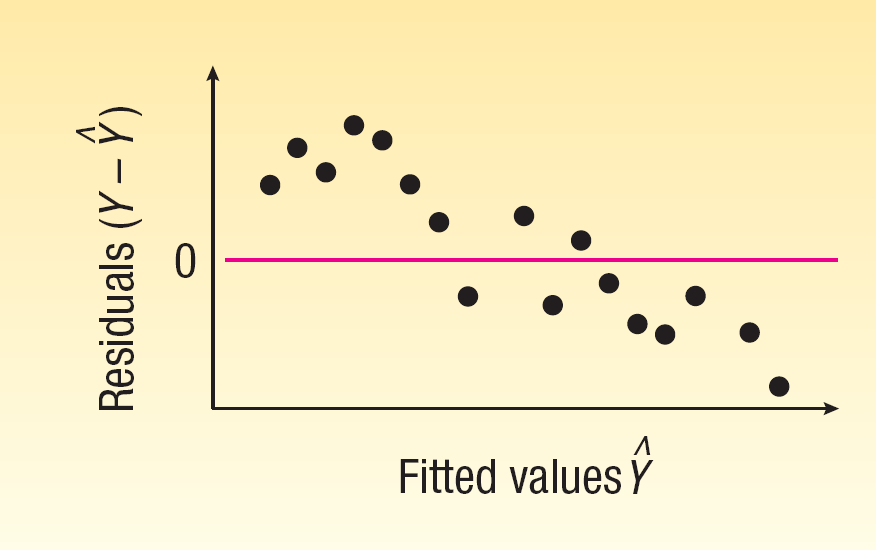 Residuals (Y – Ŷ)
0
Fitted values Ŷ